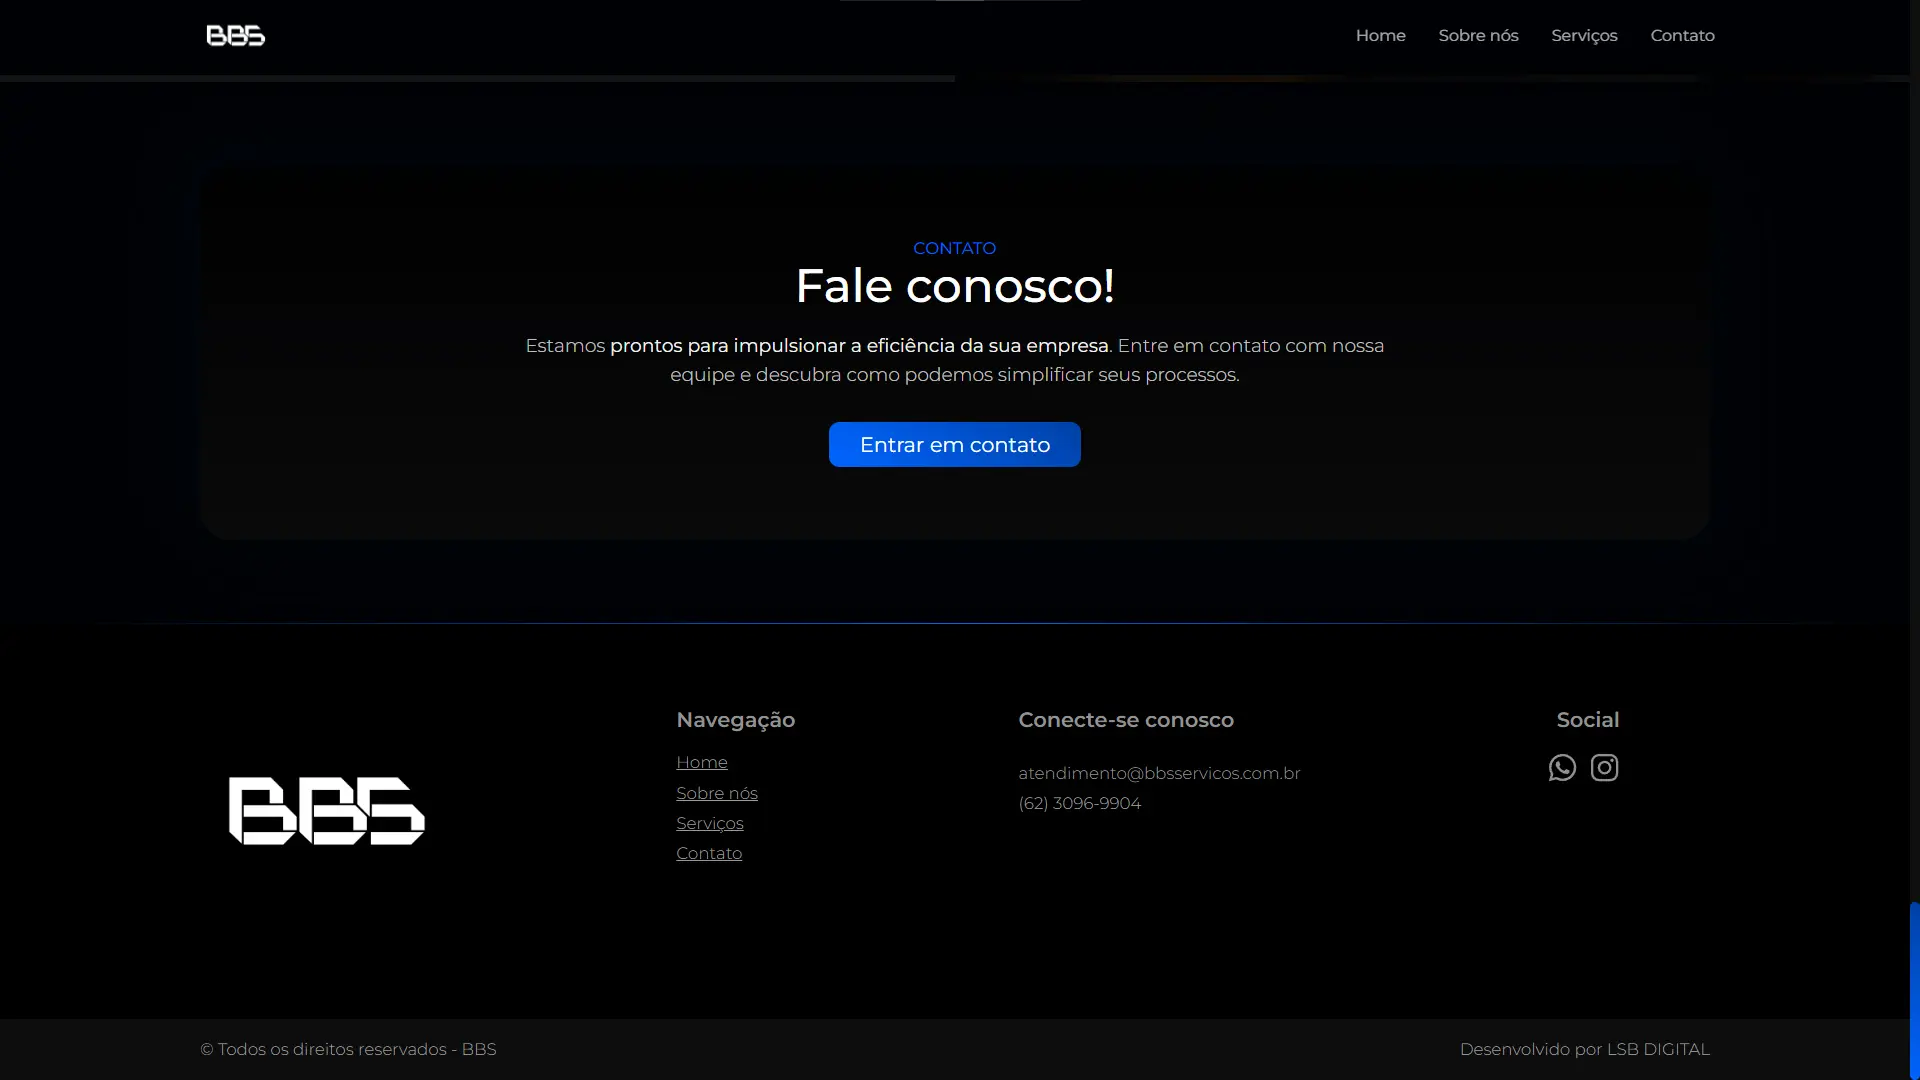 BBS
Home
Sobre nós
Serviços
Contato
CONTATO
Fale conosco!
Estamos prontos para impulsionar a eficiência da sua empresa. Entre em contato com nossa
equipe e descubra como podemos simplificar seus processos.
Entrar em contato
BBS
Navegação
Home
Sobre nós
Serviços
Contato
Conecte-se conosco
atendimento@bbsservicos.com.br
(62) 3096-9904
Social
© Todos os direitos reservados - BBS
Desenvolvido por LSB DIGITAL